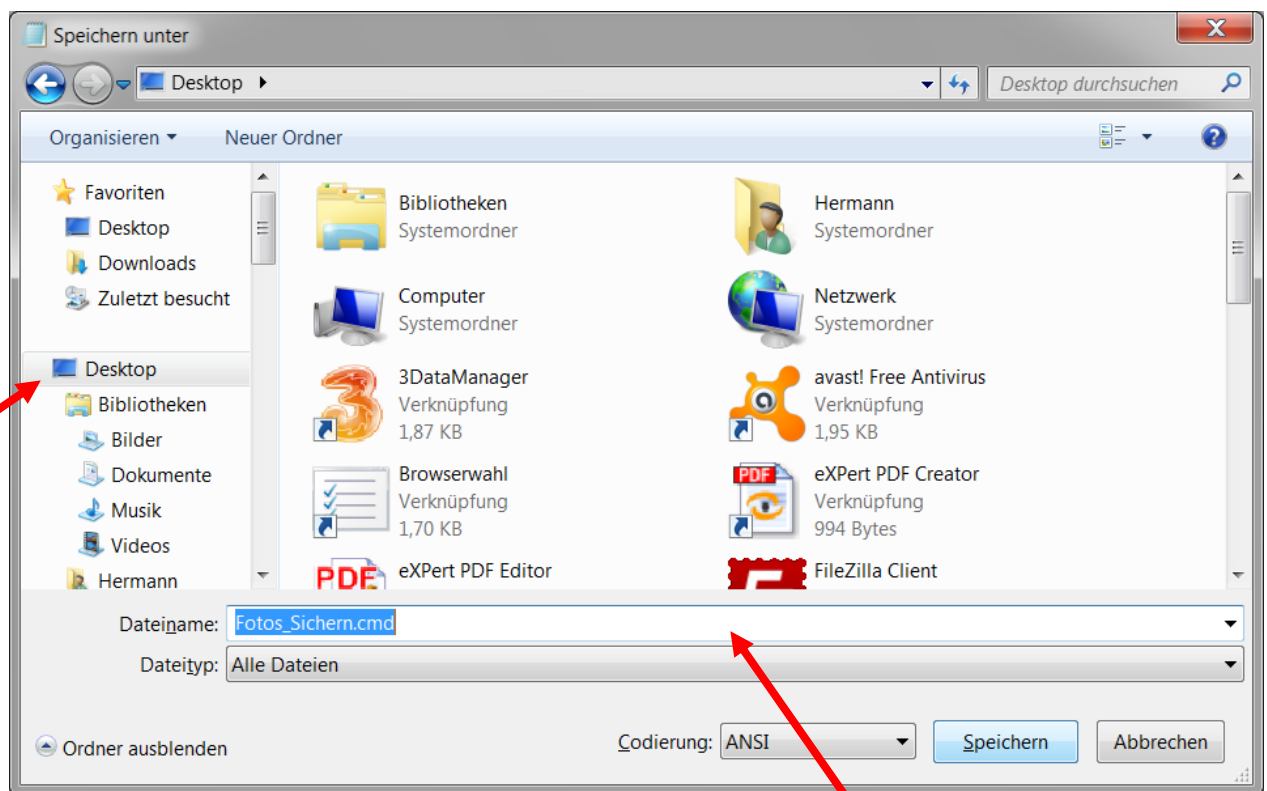 Speichern unter
Desktop
Desktop durchsuchen
Organisieren
Neuer Ordner
Favoriten
Desktop
Downloads
Zuletzt besucht
Desktop
Bibliotheken
Bilder
Dokumente
Musik
Videos
Hermann
Bibliotheken
Systemordner
Hermann
Systemordner
Computer
Systemordner
Netzwerk
Systemordner
3DataManager
Verknüpfung
1,87 KB
avast! Free Antivirus
Verknüpfung
1,95 KB
Browserwahl
Verknüpfung
1,70 KB
PDF
eXPert PDF Creator
Verknüpfung
994 Bytes
PDF
eXPert PDF Editor
FileZilla Client
Dateiname: Fotos_Sichern.cmd
Dateityp: Alle Dateien
Ordner ausblenden
Codierung: ANSI
Speichern
Abbrechen